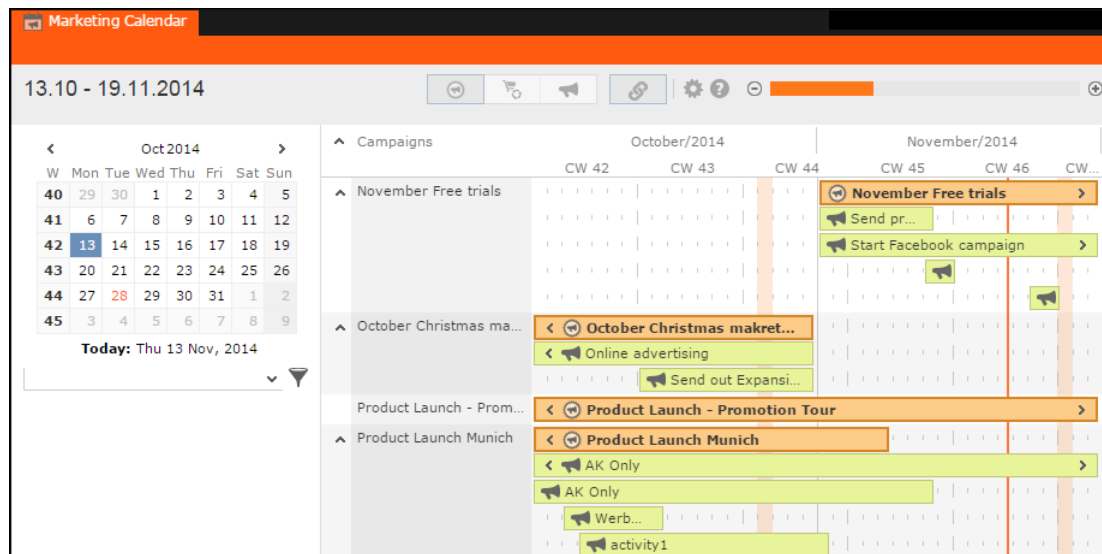 Marketing Calendar
13.10 - 19.11.2014
Oct 2014
W Mon Tue Wed Thu Fri Sat Sun
40 29 30 1 2 3 4 5
41 6 7 8 9 10 11 12
42 13 14 15 16 17 18 19
43 20 21 22 23 24 25 26
44 27 28 29 30 31 1 2
45 3 4 5 6 7 8 9
Today: Thu 13 Nov, 2014
Campaigns October/2014 November/2014
CW 42 CW 43 CW 44 CW 45 CW 46 CW...
November Free trials November Free trials
Send pr...
Start Facebook campaign
October Christmas ma... October Christmas makret...
Online advertising
Send out Expansi...
Product Launch - Prom... Product Launch - Promotion Tour
Product Launch Munich Product Launch Munich
AK Only
AK Only
Werb...
activity1